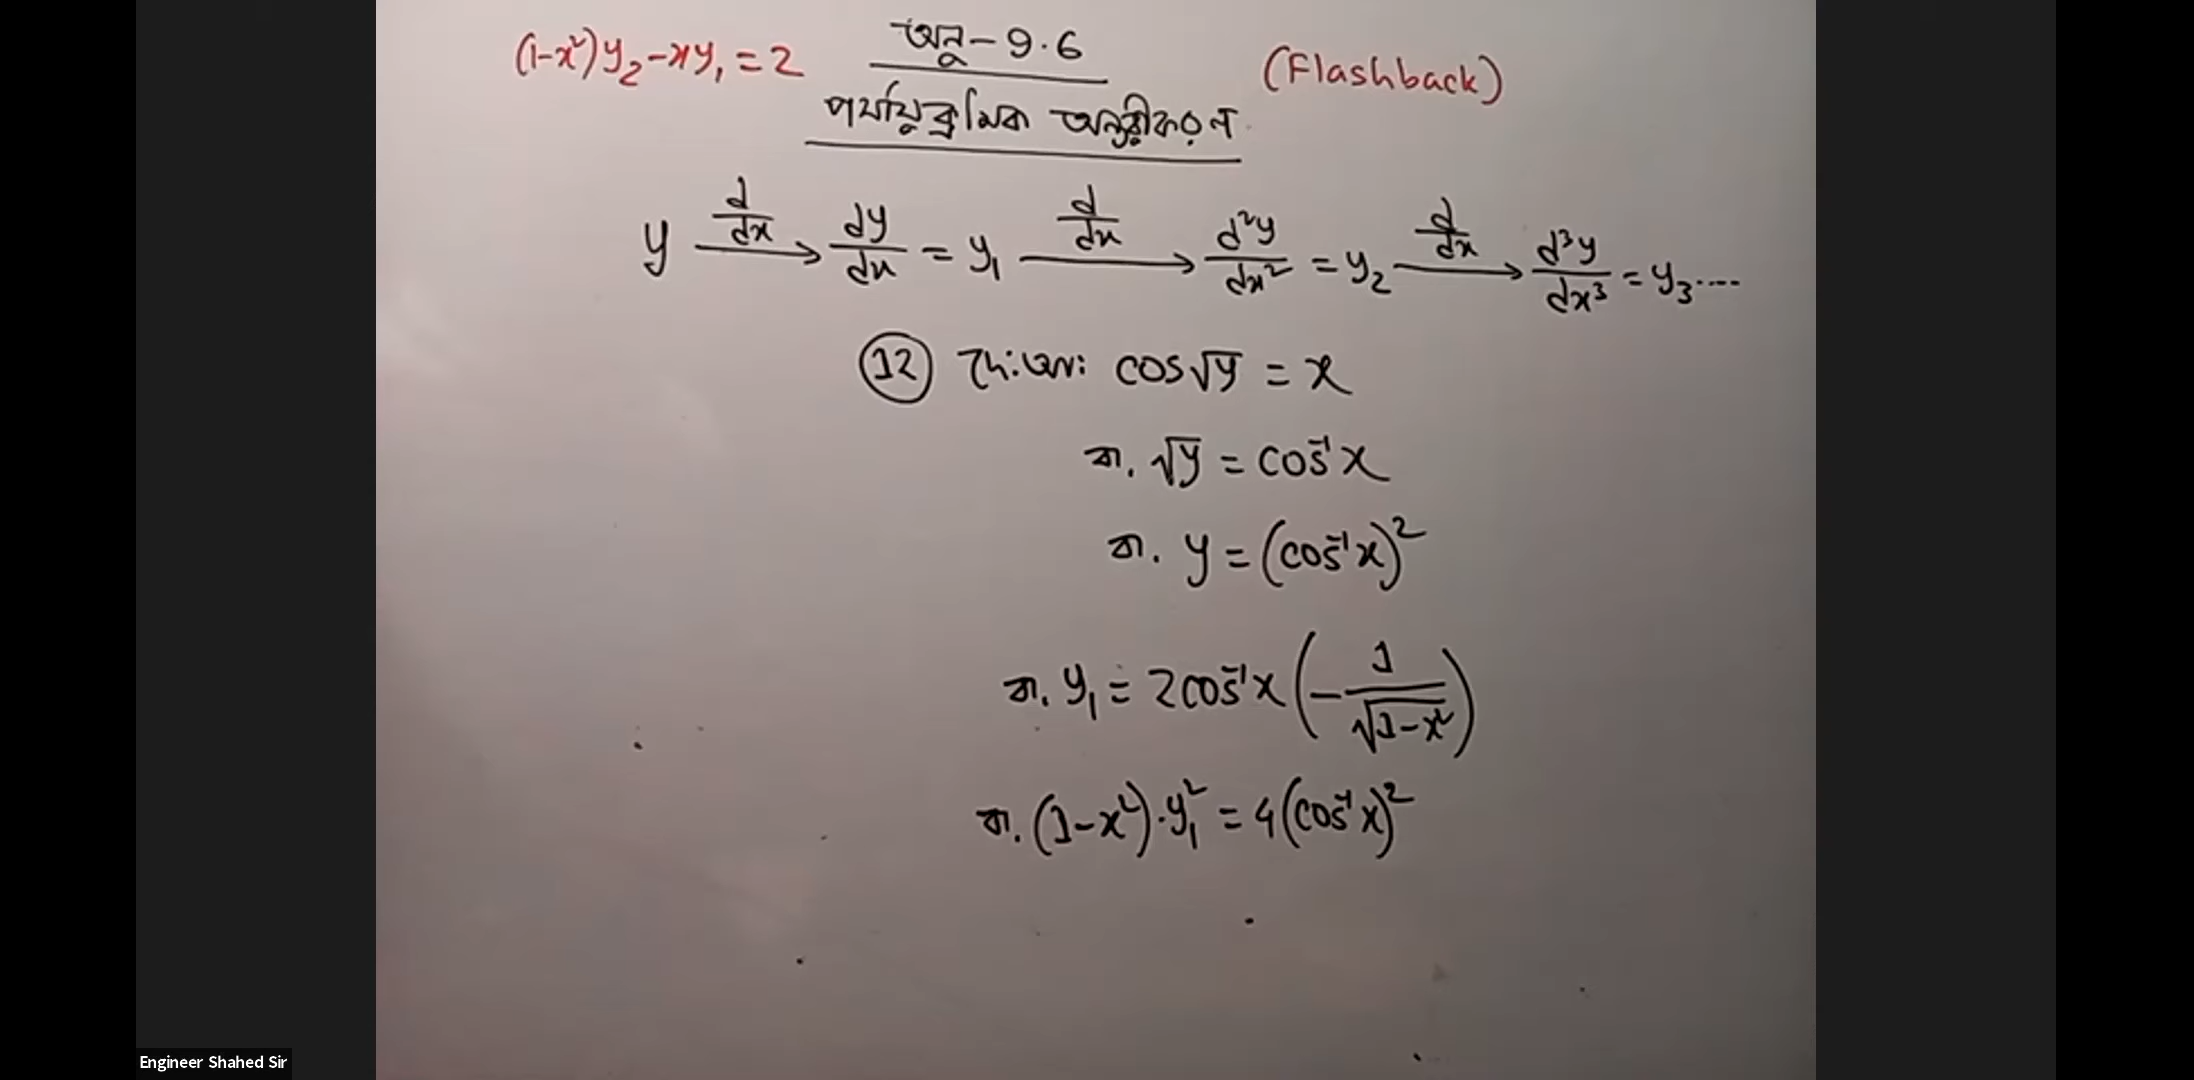 (1-x²)y₂-xy₁=2
অনু-9.6
(Flashback)
পর্যায়ক্রমিক অন্তরীকরণ
y —d/dx→ dy/dx = y₁ —d/dx→ d²y/dx² = y₂ —d/dx→ d³y/dx³ = y₃....
(12) cos√y = x
বা. √y = cos⁻¹x
বা. y = (cos⁻¹x)²
বা. y₁ = 2cos⁻¹x (-1/√(1-x²))
বা. (1-x²).y₁² = 4(cos⁻¹x)²
Engineer Shahed Sir